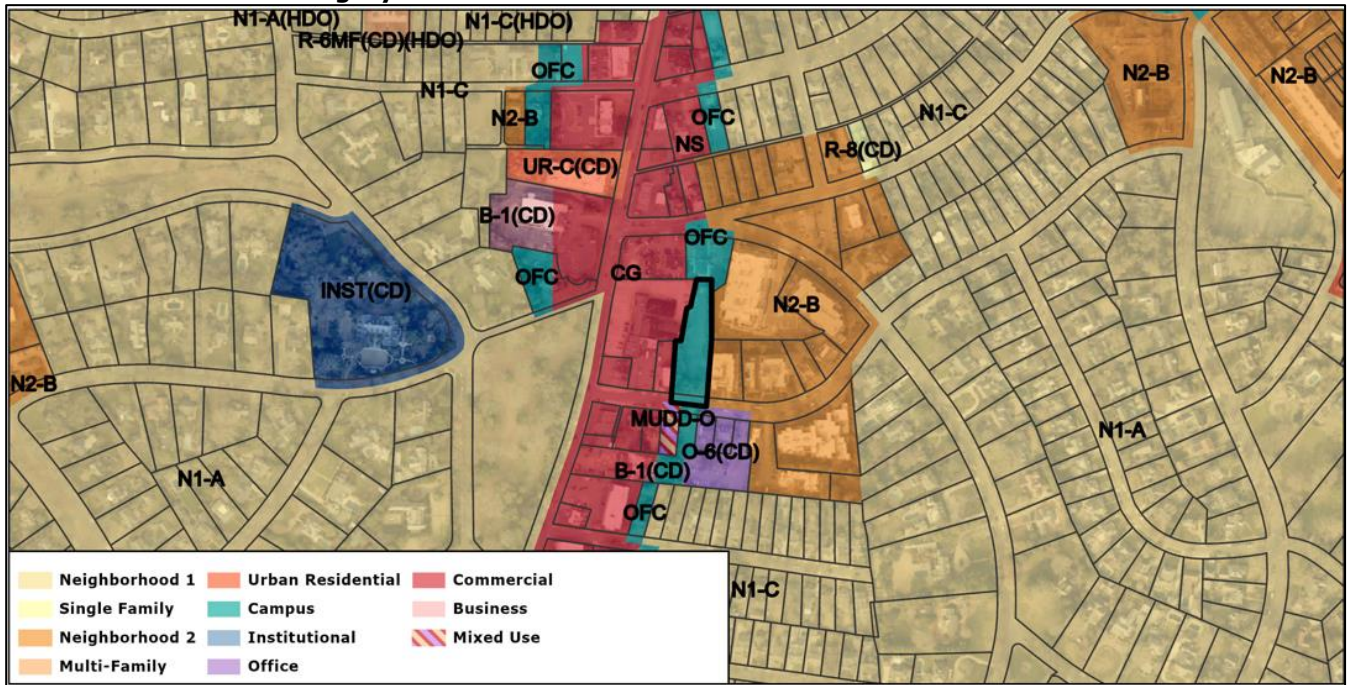 N1-A(HDO)
N1-C(HDO)
R-6MF(CD)(HDO)
OFC
N2-B
N2-B
N1-C
N1-C
N2-B
OFC
NS
R-8(CD)
UR-C(CD)
B-1(CD)
OFC
OFC
CG
INST(CD)
N2-B
N2-B
MUDD-O
N1-A
O-6(CD)
B-1(CD)
N1-A
OFC
N1-C
Neighborhood 1
Single Family
Neighborhood 2
Multi-Family
Urban Residential
Campus
Institutional
Office
Commercial
Business
Mixed Use